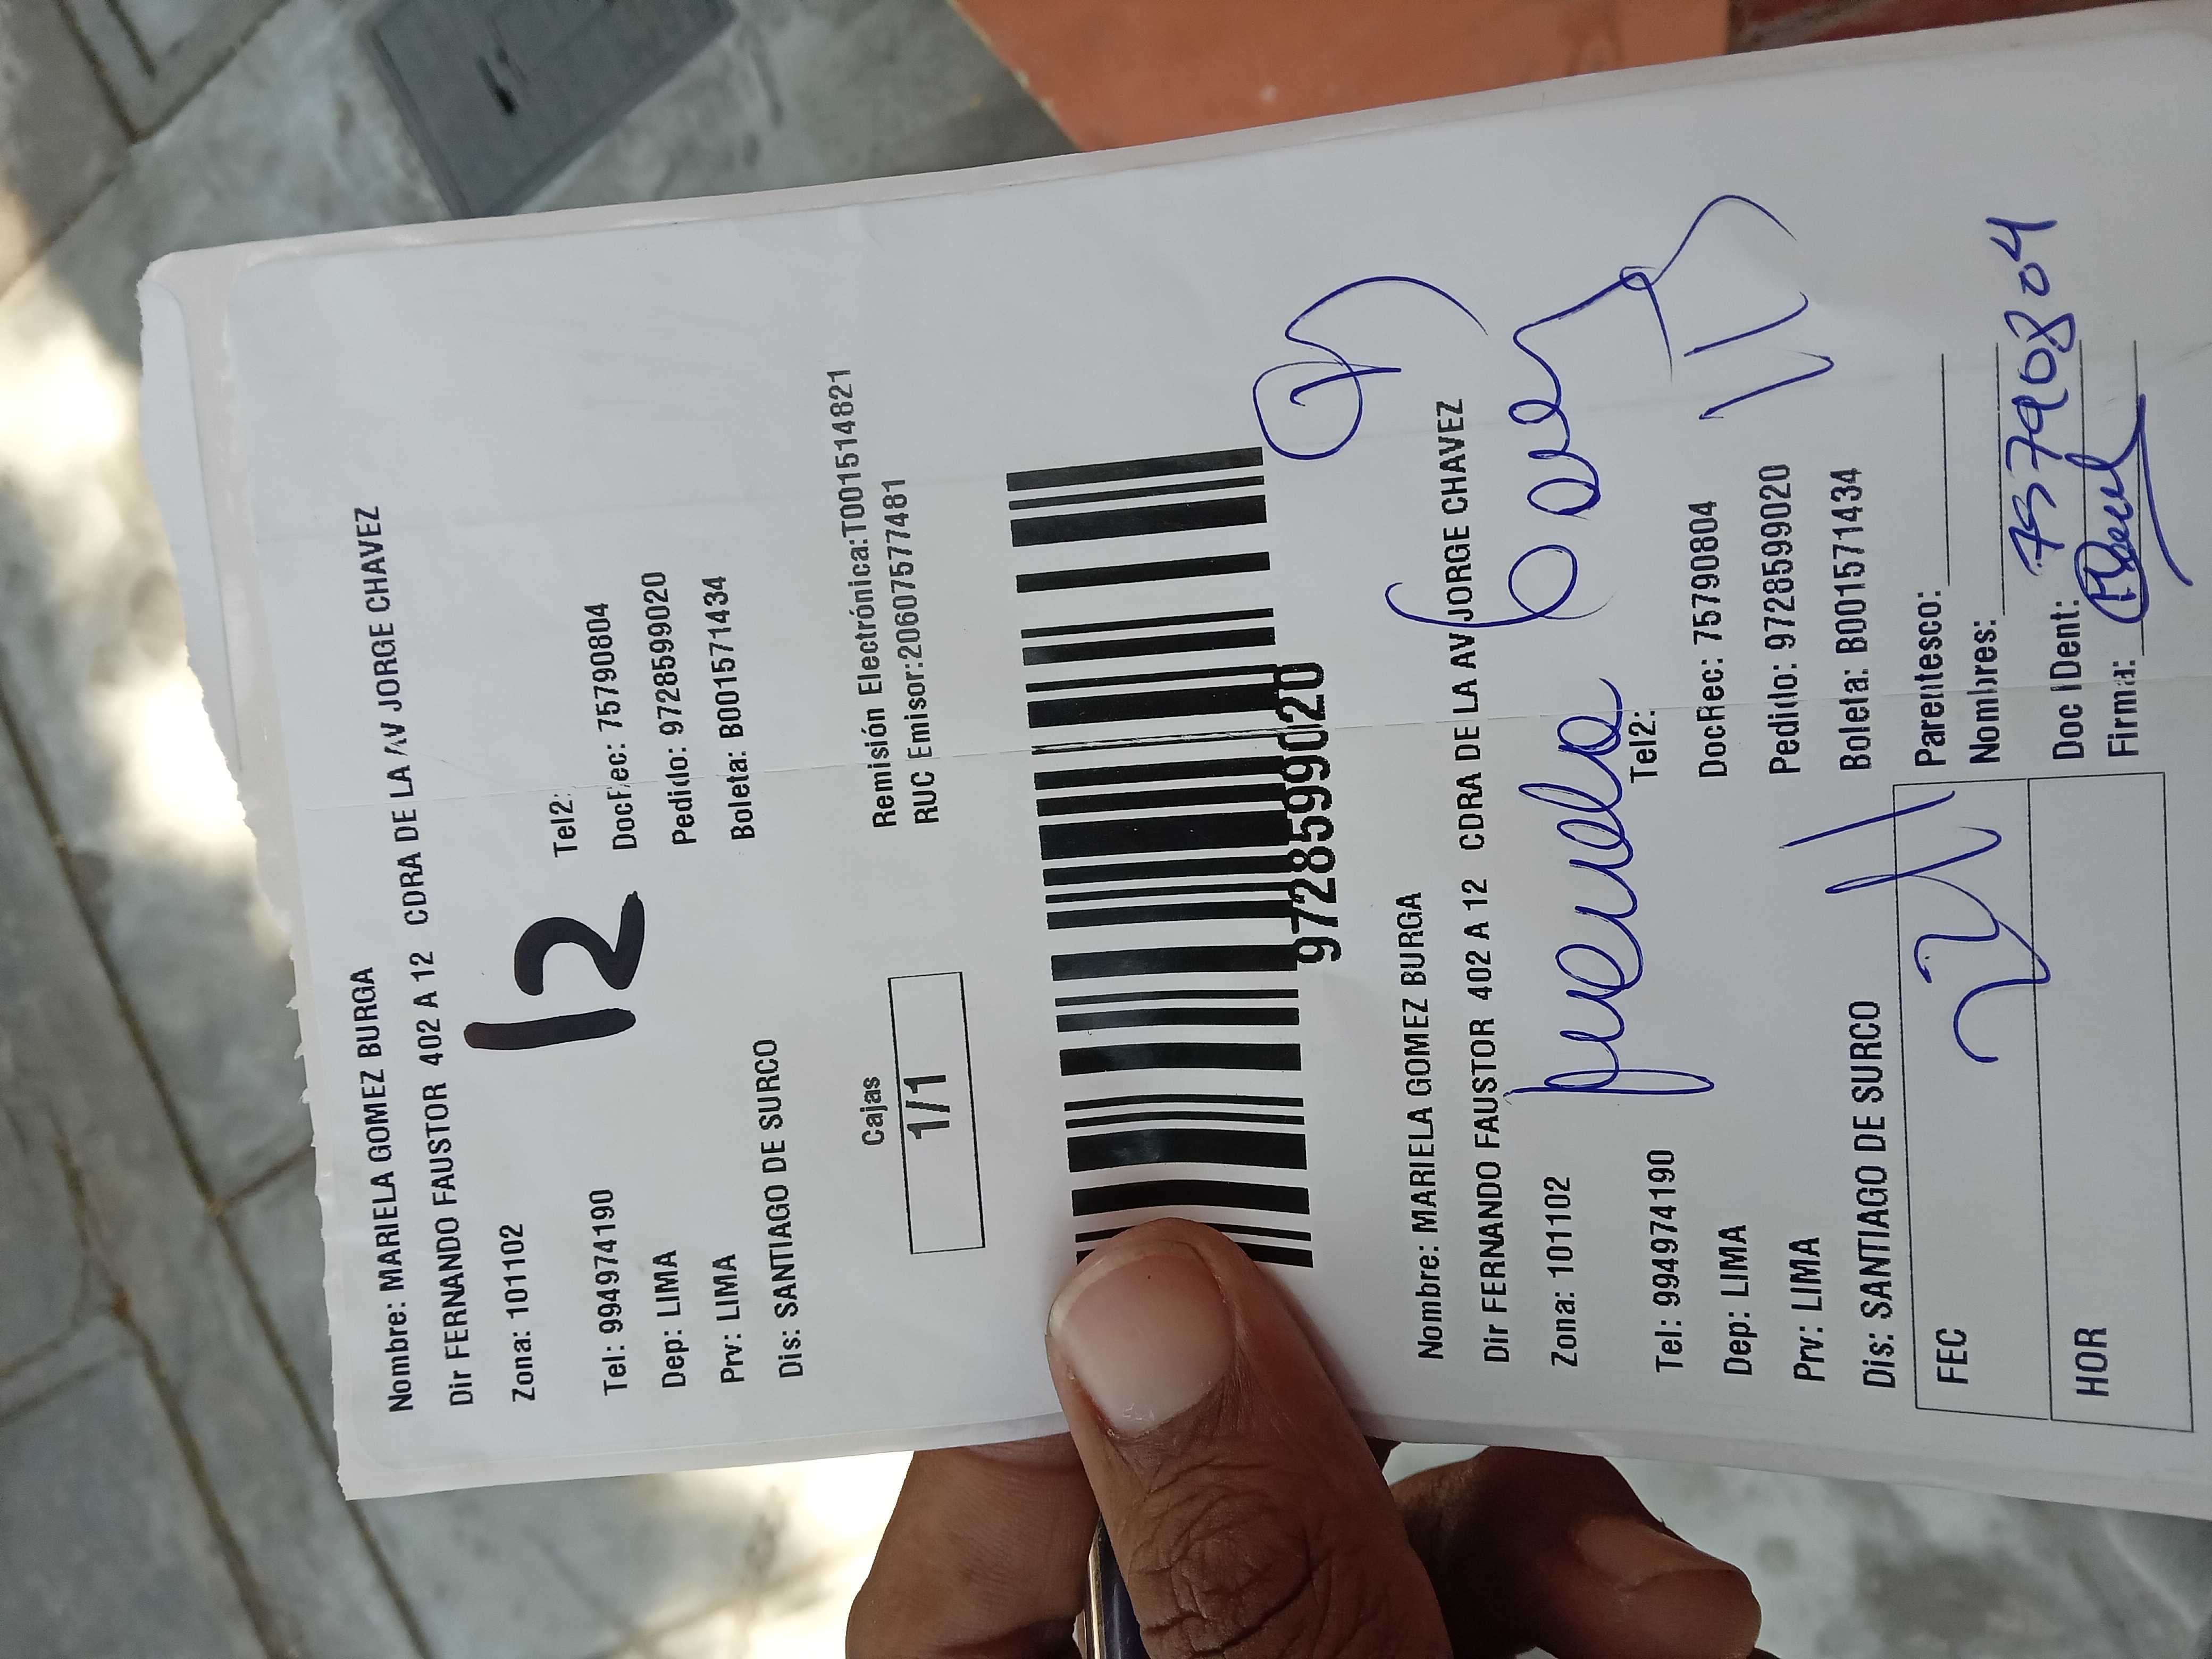 Nombre: MARIELA GOMEZ BURGA
Dir FERNANDO FAUSTOR 402 A 12 CDRA DE LA AV JORGE CHAVEZ
Zona: 101102
12
Tel: 994974190 Tel2:
Dep: LIMA DocRec: 75790804
Prv: LIMA Pedido: 972859902​0
Dis: SANTIAGO DE SURCO Boleta: B001571434
Cajas Remisión Electrónica:T001514821
1/1 RUC Emisor:20607577481
9728599020
Nombre: MARIELA GOMEZ BURGA
Dir FERNANDO FAUSTOR 402 A 12 CDRA DE LA AV JORGE CHAVEZ
Zona: 101102
Tel: 994974190 Tel2:
Dep: LIMA DocRec: 75790804
Prv: LIMA Pedido: 9728599020
Dis: SANTIAGO DE SURCO Boleta: B001571434
FEC Parentesco:
Nombres:
HOR Doc IDent: 75790804
Firma: